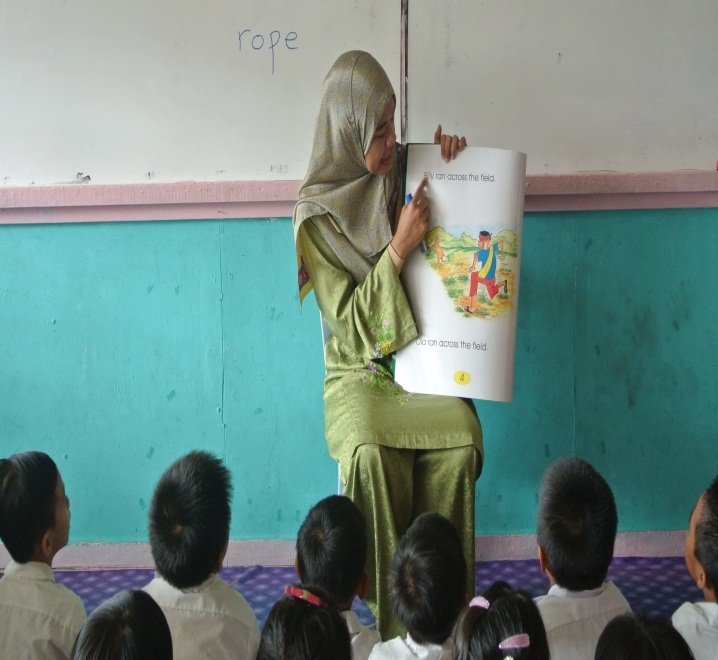 rope
ran across the field.
ran across the field.
4